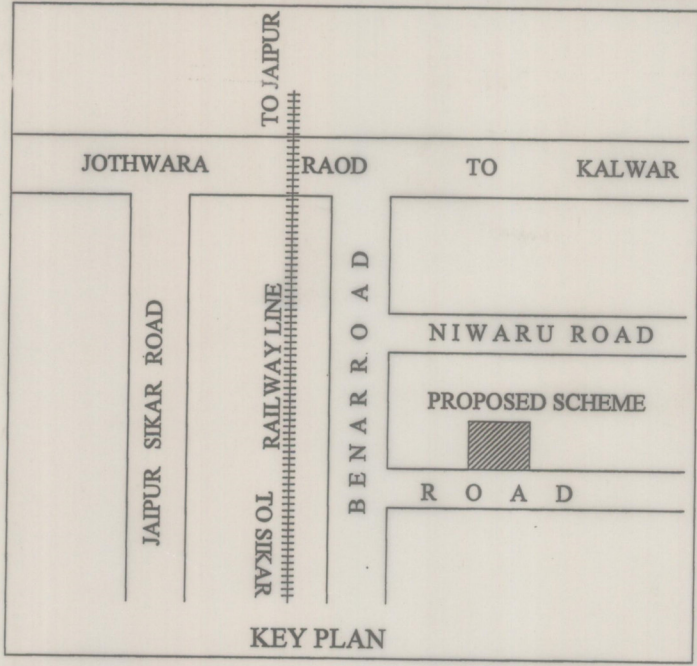 TO JAIPUR
JOTHWARA RAOD TO KALWAR
JAIPUR SIKAR ROAD
RAILWAY LINE
TO SIKAR
BENAR ROAD
NIWARU ROAD
PROPOSED SCHEME
ROAD
KEY PLAN